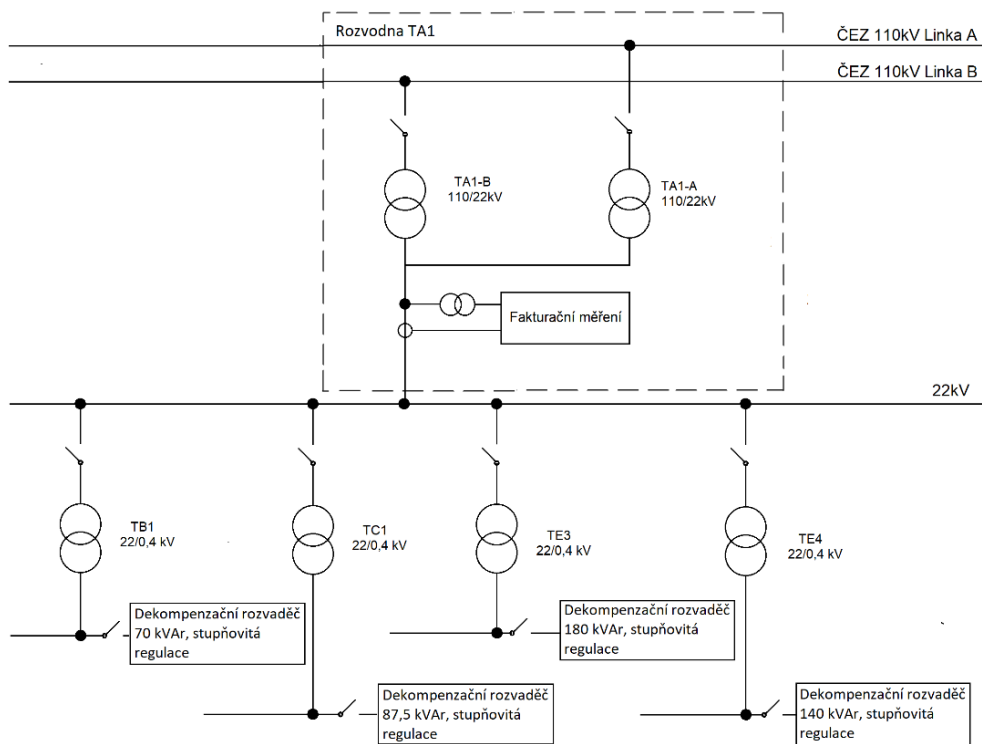 Rozvodna TA1
ČEZ 110kV Linka A
ČEZ 110kV Linka B
TA1-B
110/22kV
TA1-A
110/22kV
Fakturační měření
22kV
TB1
22/0,4 kV
TC1
22/0,4 kV
TE3
22/0,4 kV
TE4
22/0,4 kV
Dekompenzační rozvaděč
70 kVAr, stupňovitá
regulace
Dekompenzační rozvaděč
180 kVAr, stupňovitá
regulace
Dekompenzační rozvaděč
87,5 kVAr, stupňovitá
regulace
Dekompenzační rozvaděč
140 kVAr, stupňovitá
regulace